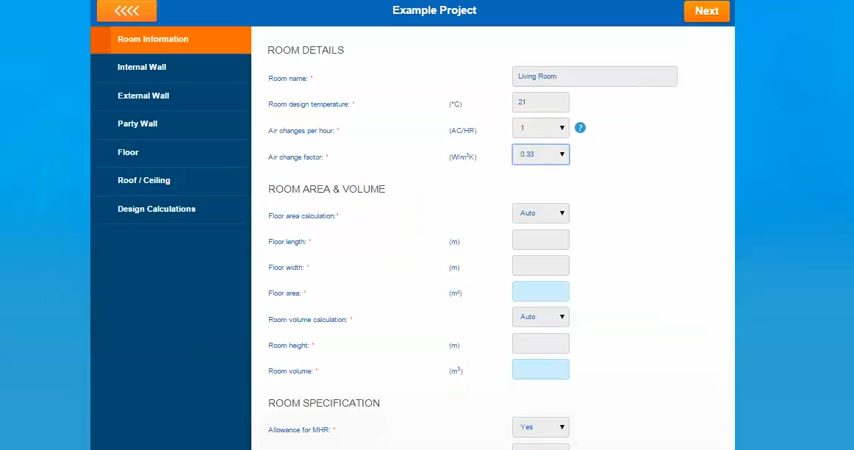 <<<<
Example Project
Next
Room Information
Internal Wall
External Wall
Party Wall
Floor
Roof / Ceiling
Design Calculations
ROOM DETAILS
Room name: * Living Room
Room design temperature: * (°C) 21
Air changes per hour: * (AC/HR) 1 ?
Air change factor: * (W/m³K) 0.33
ROOM AREA & VOLUME
Floor area calculation:* Auto
Floor length: * (m)
Floor width: * (m)
Floor area: * (m²)
Room volume calculation: * Auto
Room height: * (m)
Room volume: * (m³)
ROOM SPECIFICATION
Allowance for MHR: * Yes